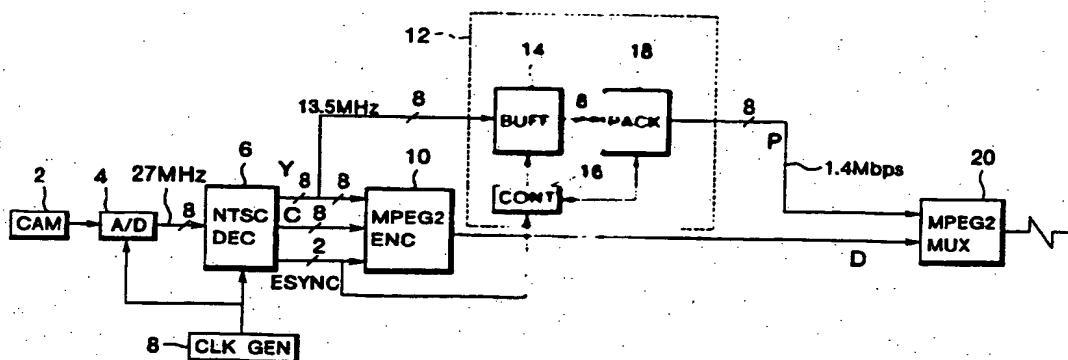 12
14
18
13.5MHz
8
BUFF
8
PACK
8
P
1.4Mbps
2
4
27MHz
6
Y
8
8
10
CONT
16
20
CAM
A/D
8
NTSC
DEC
C
8
MPEG2
ENC
2
ESYNC
D
MPEG2
MUX
8
CLK GEN